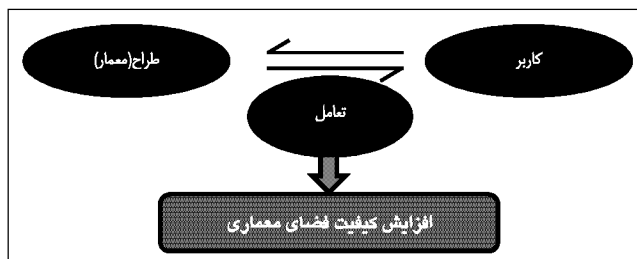 کاربر
طراح(معمار)
تعامل
افزایش کیفیت فضای معماری